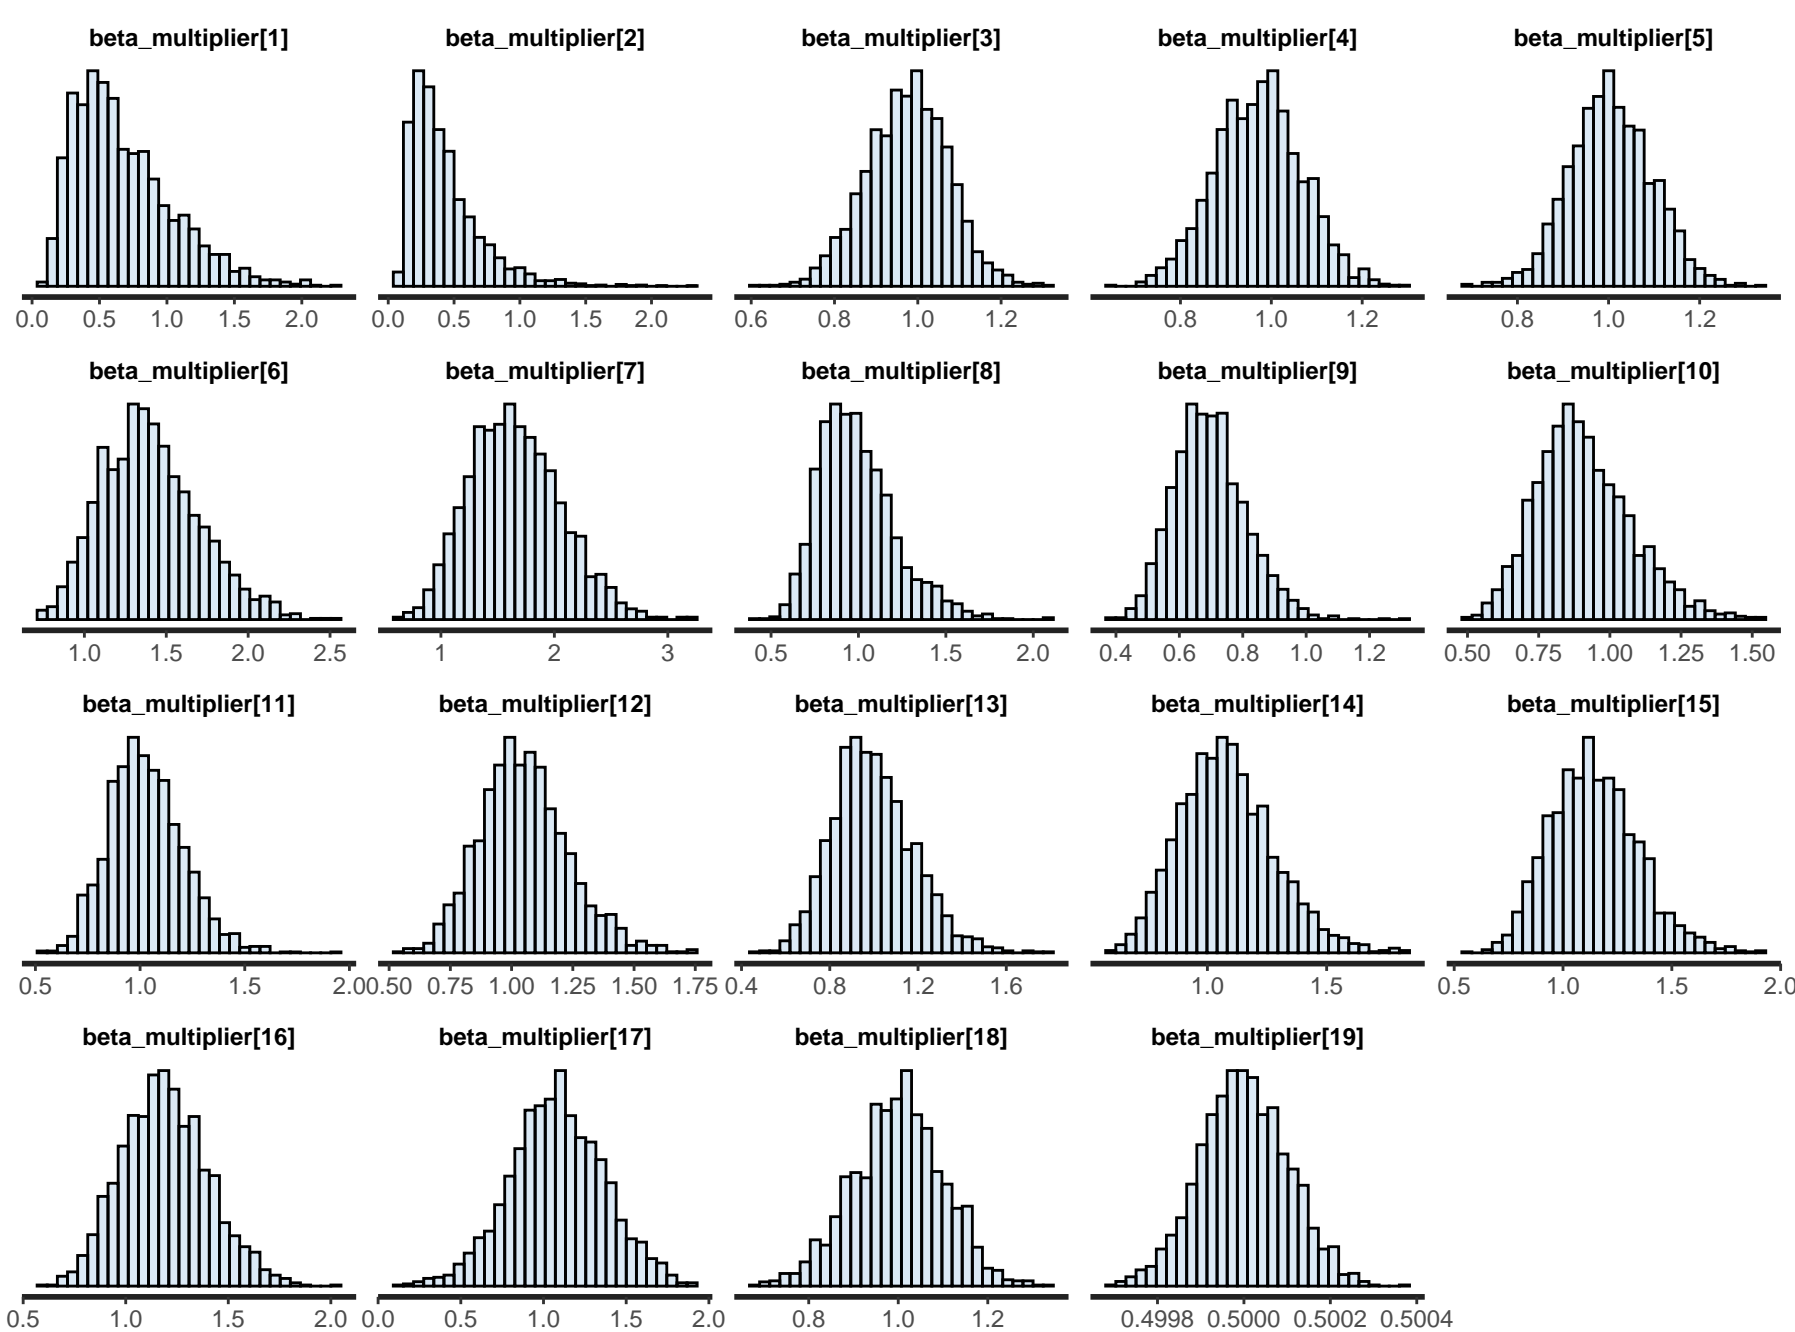 beta_multiplier[1] beta_multiplier[2] beta_multiplier[3] beta_multiplier[4] beta_multiplier[5]
0.0 0.5 1.0 1.5 2.0 0.0 0.5 1.0 1.5 2.0 0.6 0.8 1.0 1.2 0.8 1.0 1.2 0.8 1.0 1.2
beta_multiplier[6] beta_multiplier[7] beta_multiplier[8] beta_multiplier[9] beta_multiplier[10]
1.0 1.5 2.0 2.5 1 2 3 0.5 1.0 1.5 2.0 0.4 0.6 0.8 1.0 1.2 0.50 0.75 1.00 1.25 1.50
beta_multiplier[11] beta_multiplier[12] beta_multiplier[13] beta_multiplier[14] beta_multiplier[15]
0.5 1.0 1.5 2.0 0.50 0.75 1.00 1.25 1.50 1.75 0.4 0.8 1.2 1.6 1.0 1.5 0.5 1.0 1.5 2.0
beta_multiplier[16] beta_multiplier[17] beta_multiplier[18] beta_multiplier[19]
0.5 1.0 1.5 2.0 0.0 0.5 1.0 1.5 2.0 0.8 1.0 1.2 0.4998 0.5000 0.5002 0.5004